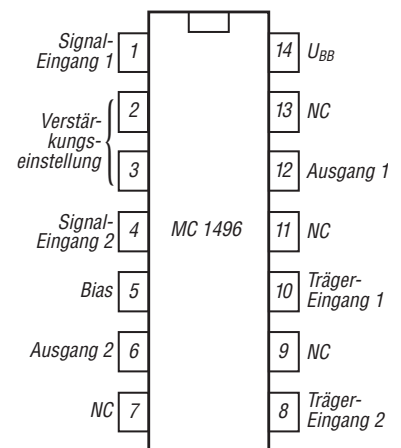 Signal-
Eingang 1
1
14
U_BB
2
13
NC
Verstär-
kungs-
einstellung
3
12
Ausgang 1
Signal-
Eingang 2
4
MC 1496
11
NC
Bias
5
10
Träger-
Eingang 1
Ausgang 2
6
9
NC
NC
7
8
Träger-
Eingang 2